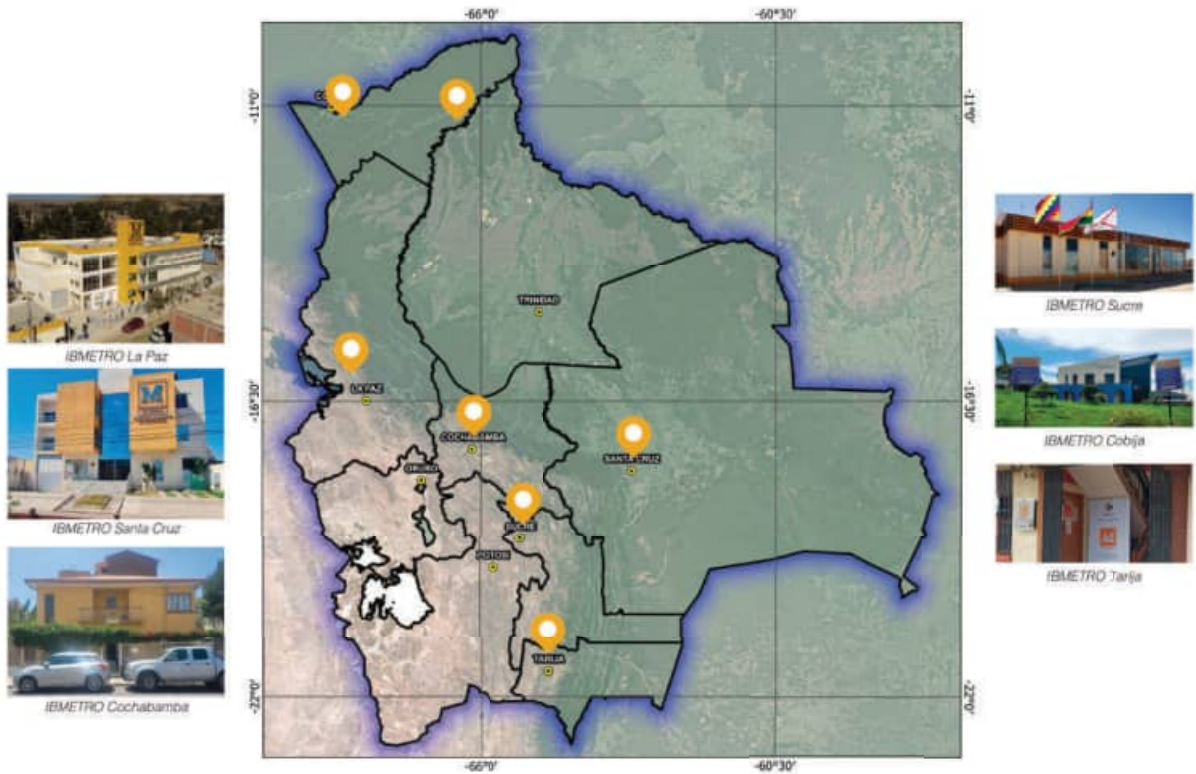 -66°0'
-60°30'
-11°0'
-11°0'
TRINIDAD
LA PAZ
-16°30'
-16°30'
COCHABAMBA
SANTA CRUZ
ORURO
SUCRE
POTOSI
TARIJA
-22°0'
-22°0'
-66°0'
-60°30'
IBMETRO La Paz
IBMETRO Santa Cruz
IBMETRO Cochabamba
IBMETRO Sucre
IBMETRO Cobija
IBMETRO Tarija